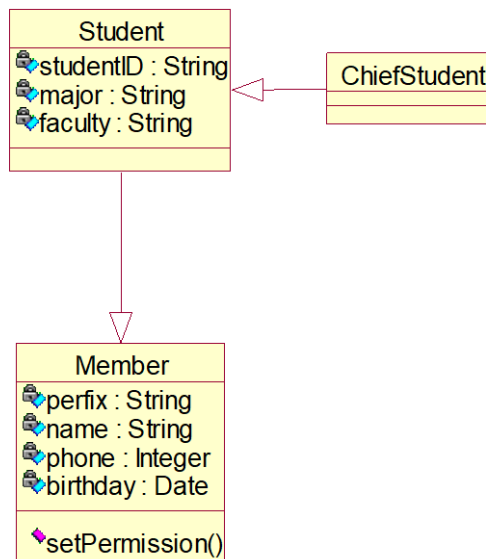 Student
studentID : String
major : String
faculty : String
ChiefStudent
Member
perfix : String
name : String
phone : Integer
birthday : Date
setPermission()